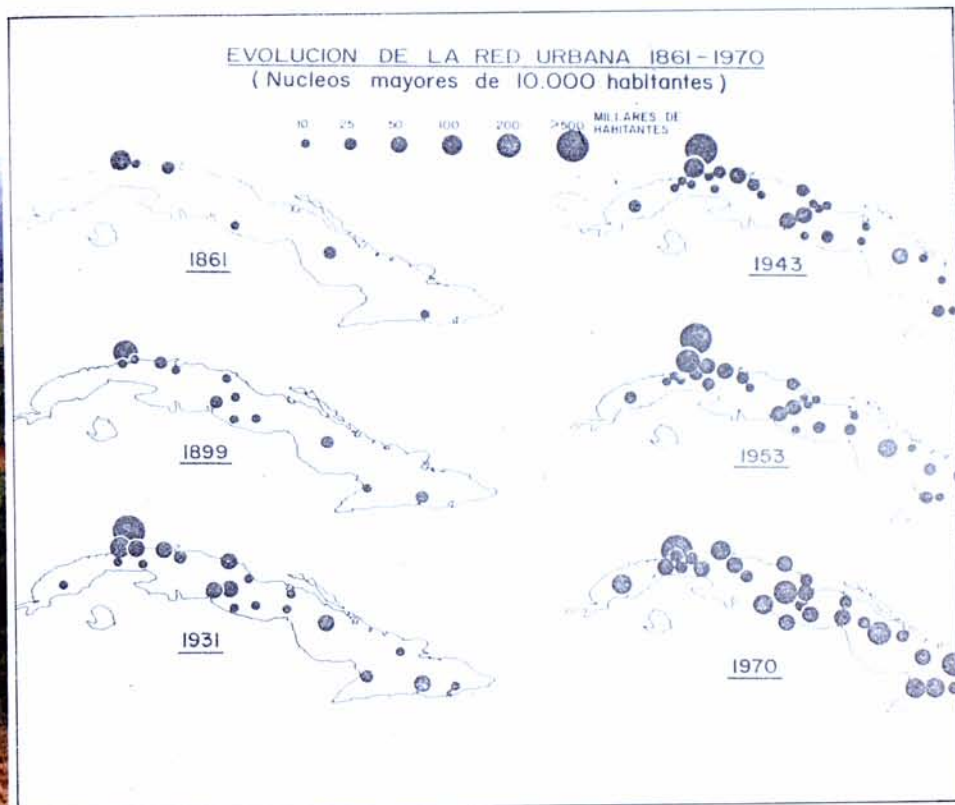 EVOLUCION DE LA RED URBANA 1861-1970
(Nucleos mayores de 10.000 habitantes)
10 25 50 100 200 >500 MILLARES DE
HABITANTES
1861
1943
1899
1953
1931
1970